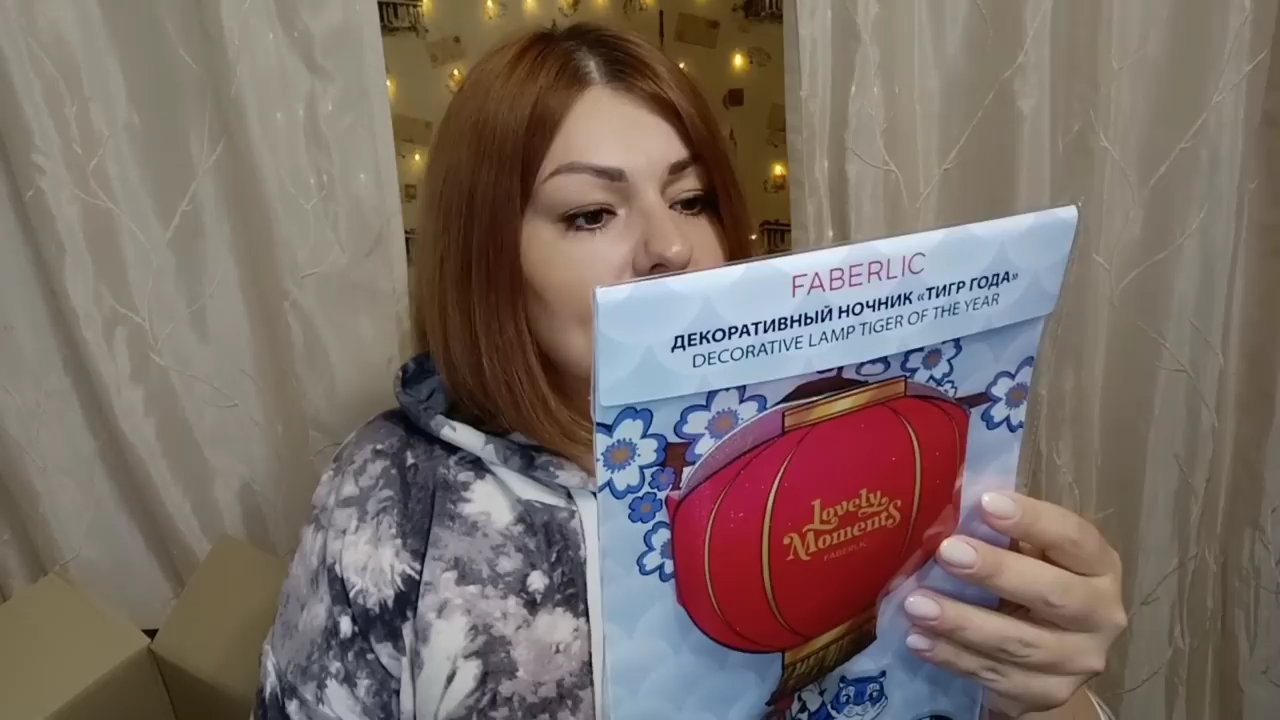 FABERLIC
ДЕКОРАТИВНЫЙ НОЧНИК «ТИГР ГОДА»
DECORATIVE LAMP TIGER OF THE YEAR
Lovely
Moments
FABERLIC